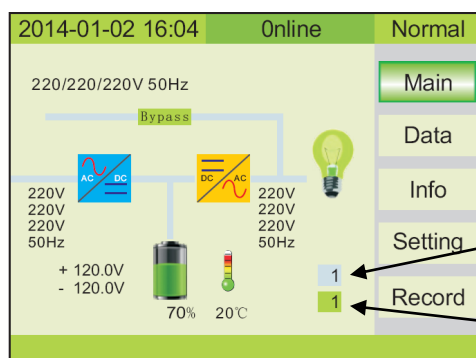 2014-01-02 16:04 0nline Normal
220/220/220V 50Hz
Bypass
AC DC
DC AC
220V
220V
220V
50Hz
220V
220V
220V
50Hz
+ 120.0V
- 120.0V
70% 20℃
1
1
Main
Data
Info
Setting
Record